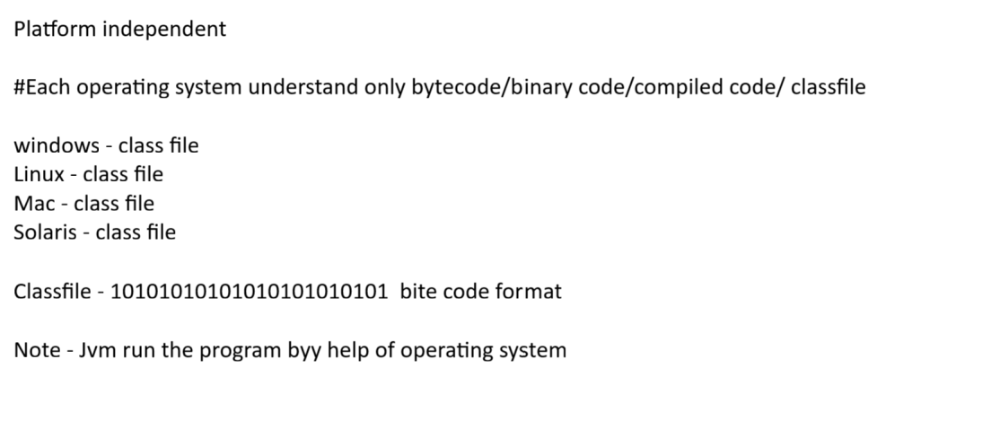 Platform independent
#Each operating system understand only bytecode/binary code/compiled code/ classfile
windows - class file
Linux - class file
Mac - class file
Solaris - class file
Classfile - 10101010101010101010101  bite code format
Note - Jvm run the program byy help of operating system